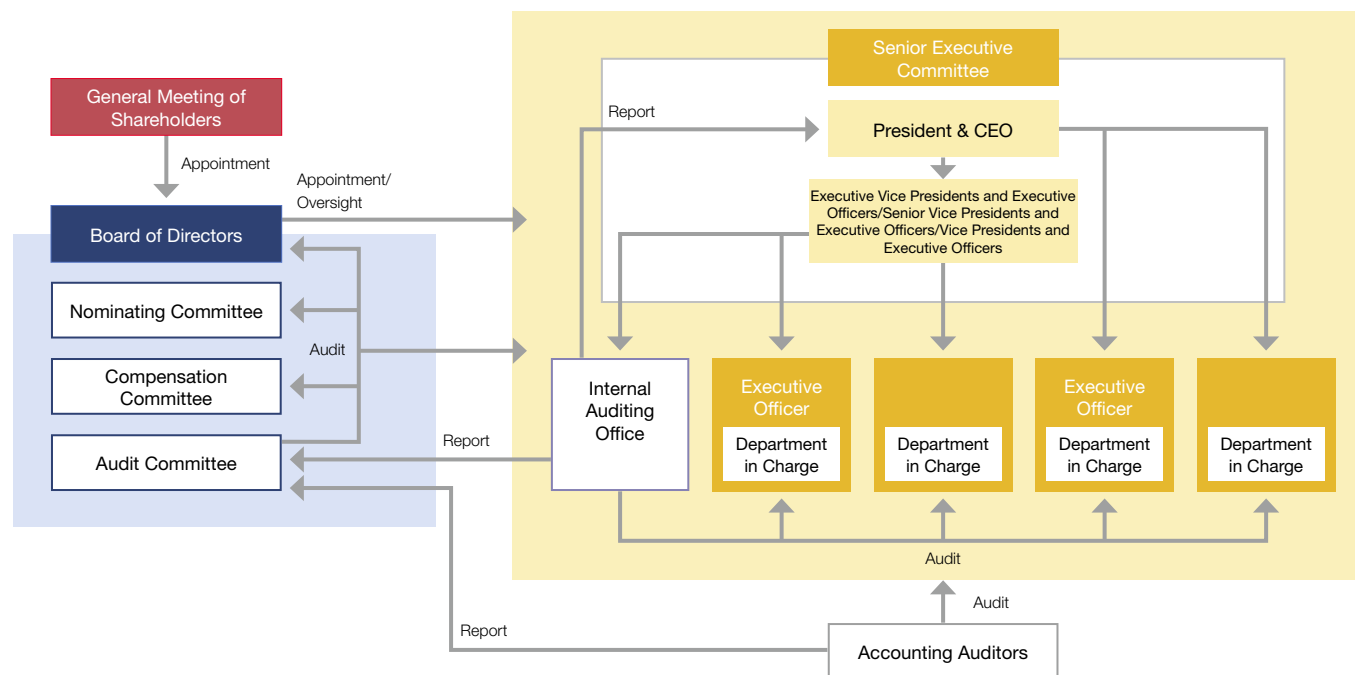 Senior Executive
Committee
General Meeting of
Shareholders
Report
President & CEO
Appointment
Appointment/
Oversight
Executive Vice Presidents and Executive
Officers/Senior Vice Presidents and
Executive Officers/Vice Presidents and
Executive Officers
Board of Directors
Nominating Committee
Audit
Compensation
Committee
Internal
Auditing
Office
Executive
Officer
Executive
Officer
Department
in Charge
Department
in Charge
Department
in Charge
Department
in Charge
Report
Audit Committee
Audit
Audit
Report
Accounting Auditors